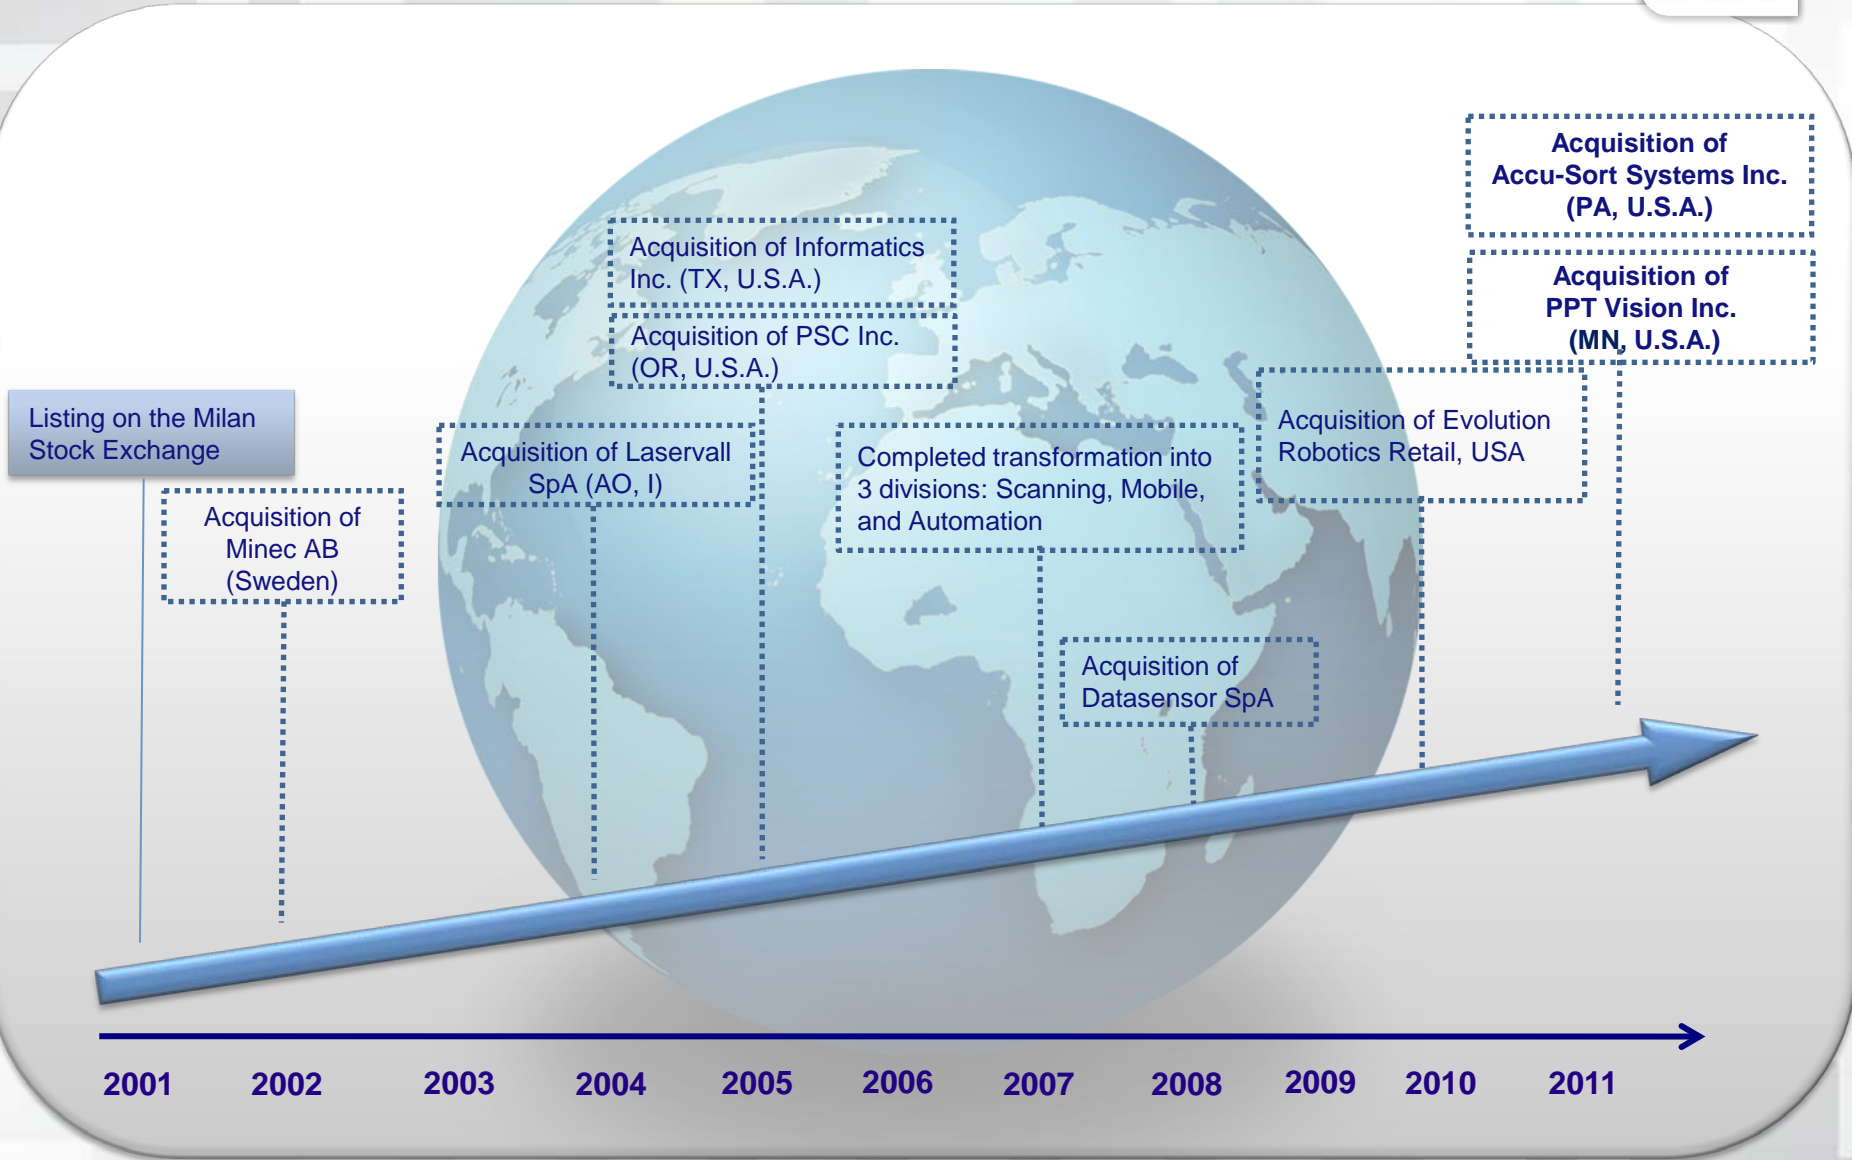 Listing on the Milan
Stock Exchange
Acquisition of
Minec AB
(Sweden)
Acquisition of Laservall
SpA (AO, I)
Acquisition of Informatics
Inc. (TX, U.S.A.)
Acquisition of PSC Inc.
(OR, U.S.A.)
Completed transformation into
3 divisions: Scanning, Mobile,
and Automation
Acquisition of
Datasensor SpA
Acquisition of Evolution
Robotics Retail, USA
Acquisition of
Accu-Sort Systems Inc.
(PA, U.S.A.)
Acquisition of
PPT Vision Inc.
(MN, U.S.A.)
2001 2002 2003 2004 2005 2006 2007 2008 2009 2010 2011